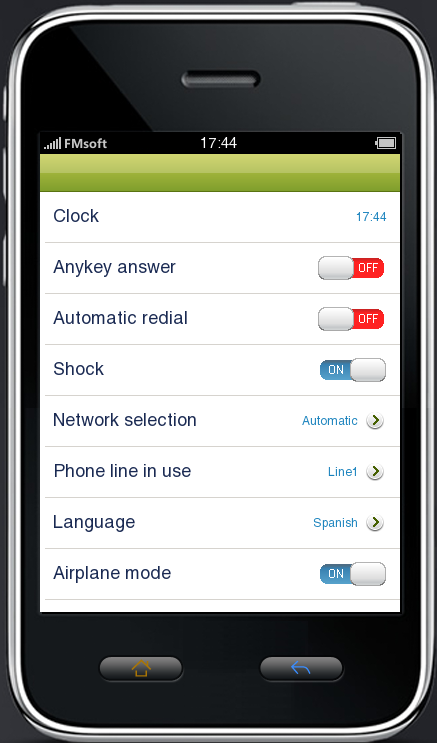 FMsoft 17:44
Clock 17:44
Anykey answer OFF
Automatic redial OFF
Shock ON
Network selection Automatic
Phone line in use Line1
Language Spanish
Airplane mode ON